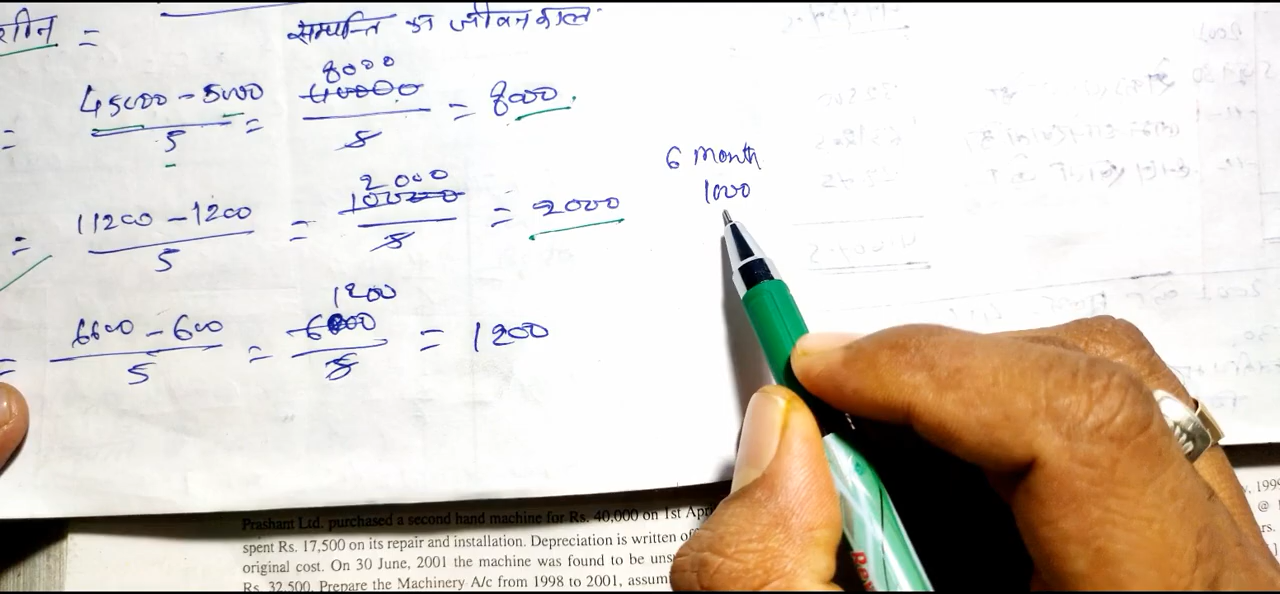 शीन = सम्पत्ति का जीवनकाल
= 45000 - 5000 / 5 = 40000 / 5 8000 = 8000.
6 Month
1000
= 11200 - 1200 / 5 = 10000 / 5 2000 = 2000
= 6600 - 600 / 5 = 6000 / 5 1200 = 1200
Prashant Ltd. purchased a second hand machine for Rs. 40,000 on 1st Apr
spent Rs. 17,500 on its repair and installation. Depreciation is written of
original cost. On 30 June, 2001 the machine was found to be uns
Rs. 32,500. Prepare the Machinery A/c from 1998 to 2001, assum